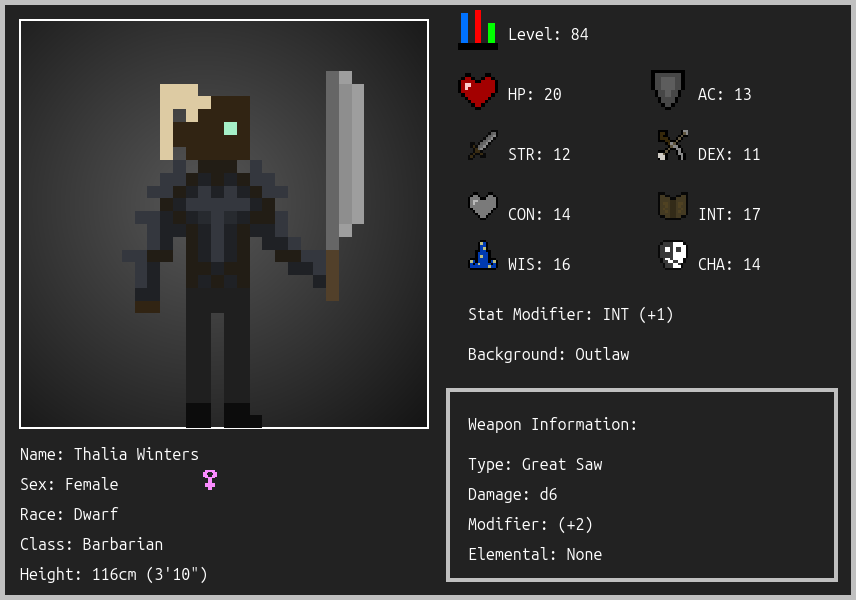 Level: 84
HP: 20
AC: 13
STR: 12
DEX: 11
CON: 14
INT: 17
WIS: 16
CHA: 14
Stat Modifier: INT (+1)
Background: Outlaw
Name: Thalia Winters
Sex: Female
Race: Dwarf
Class: Barbarian
Height: 116cm (3'10")
Weapon Information:
Type: Great Saw
Damage: d6
Modifier: (+2)
Elemental: None